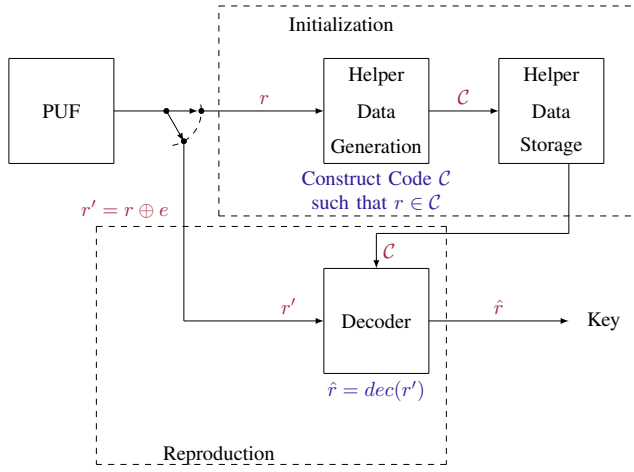 Initialization
PUF
r
Helper
Data
Generation
𝒞
Helper
Data
Storage
Construct Code 𝒞
such that r ∈ 𝒞
r′ = r ⊕ e
𝒞
r′
Decoder
r̂
Key
r̂ = dec(r′)
Reproduction